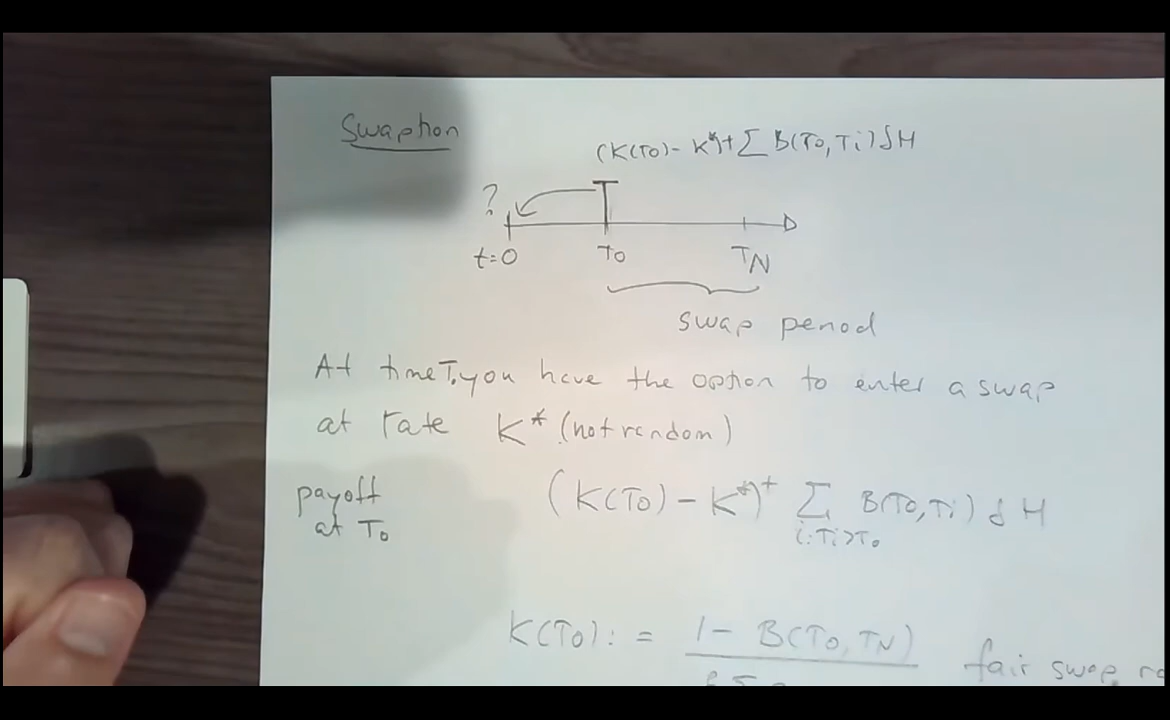 Swaption
(K(T0) - K*)+ Σ B(T0, Ti) δ H
?
t=0 T0 TN
swap period
At time T0 you have the option to enter a swap
at rate K* (not random)
payoff (K(T0) - K*)+ Σ B(T0, Ti) δ H
at T0 i: Ti > T0
K(T0) := 1 - B(T0, TN) fair swap